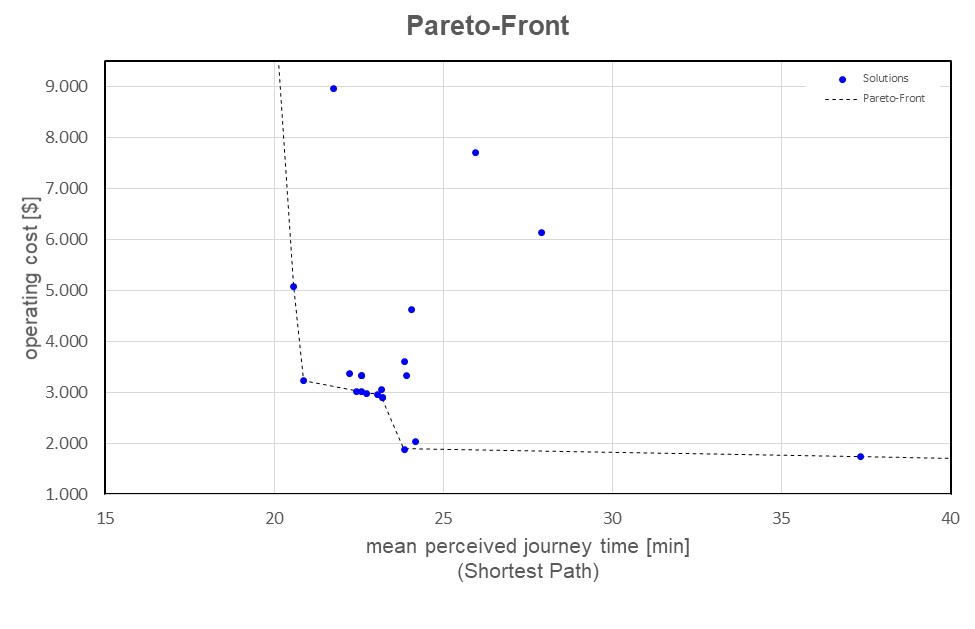 Pareto-Front
Solutions
Pareto-Front
operating cost [$]
9.000
8.000
7.000
6.000
5.000
4.000
3.000
2.000
1.000
15 20 25 30 35 40
mean perceived journey time [min]
(Shortest Path)